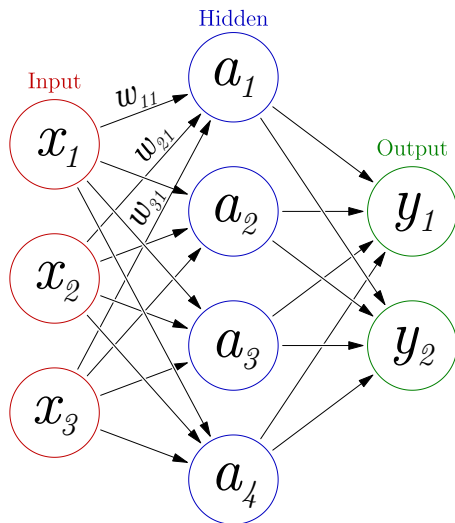 Hidden
Input
Output
x₁
x₂
x₃
w₁₁
w₂₁
w₃₁
a₁
a₂
a₃
a₄
y₁
y₂